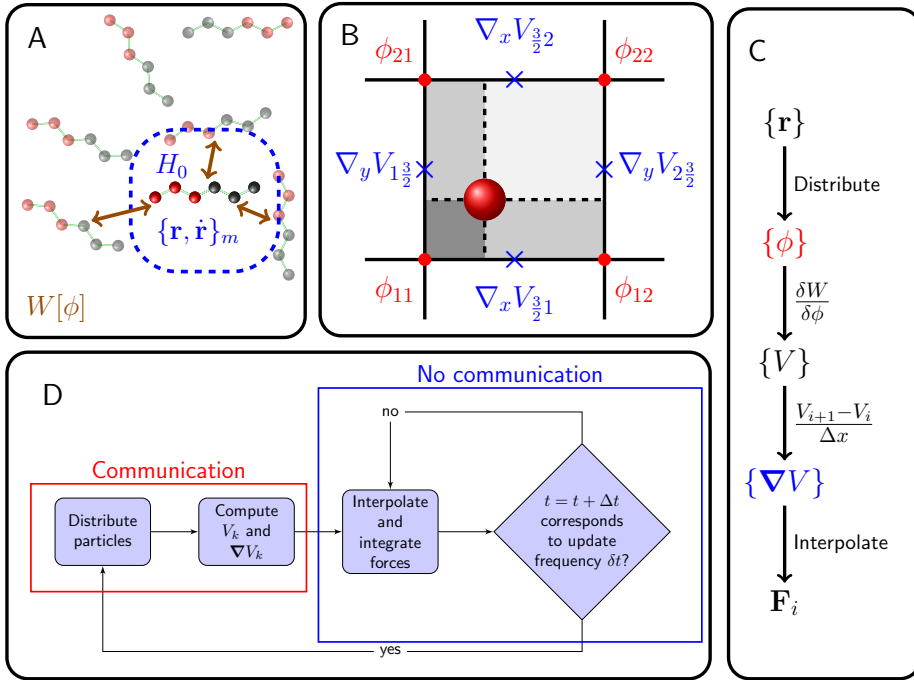 A
H_0
{r, ṙ}_m
W[ϕ]
B
∇_x V_{3/2 2}
ϕ_21
ϕ_22
∇_y V_{1 3/2}
∇_y V_{2 3/2}
ϕ_11
ϕ_12
∇_x V_{3/2 1}
C
{r}
Distribute
{ϕ}
δW/δϕ
{V}
V_{i+1}−V_i/Δx
{∇V}
Interpolate
F_i
D
No communication
Communication
no
Distribute
particles
Compute
V_k and
∇V_k
Interpolate
and
integrate
forces
t = t + Δt
corresponds
to update
frequency δt?
yes